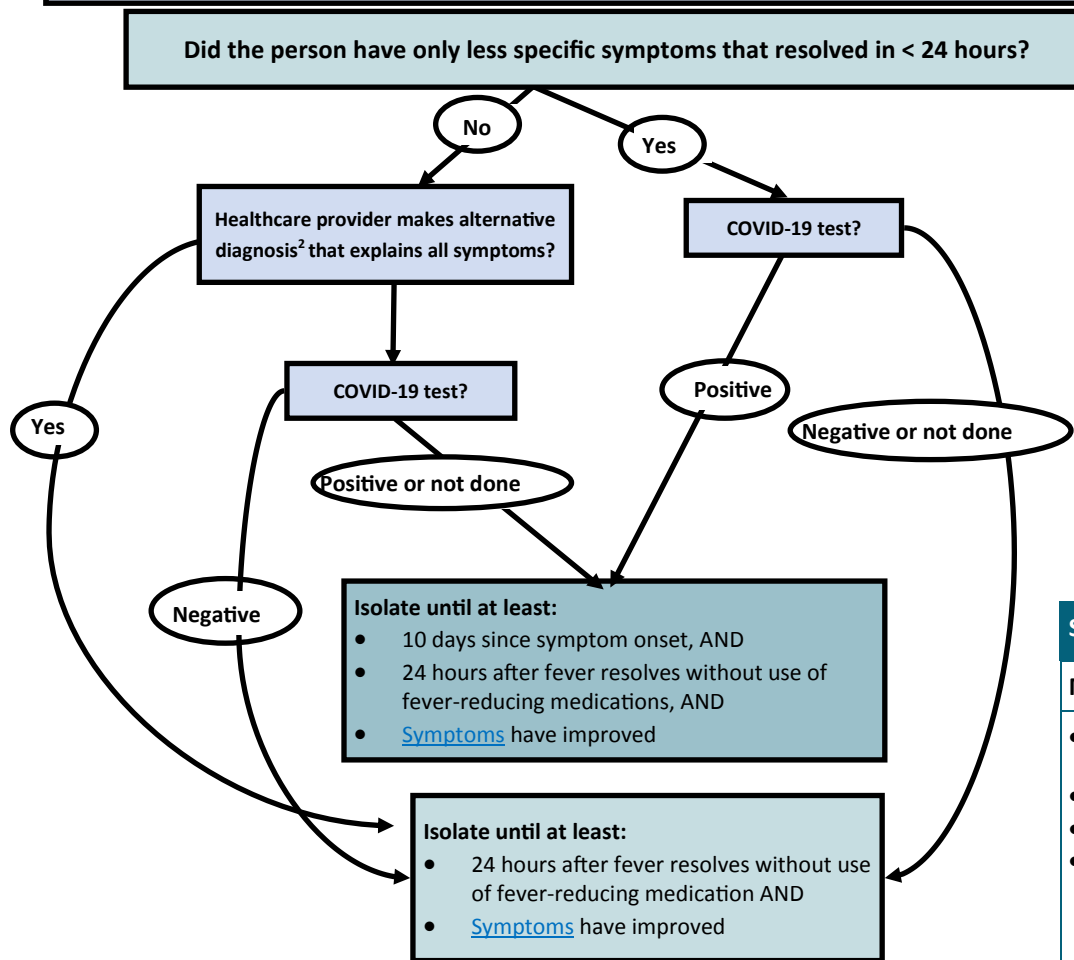 Did the person have only less specific symptoms that resolved in < 24 hours?
No
Yes
Healthcare provider makes alternative
diagnosis² that explains all symptoms?
COVID-19 test?
COVID-19 test?
Positive
Yes
Negative or not done
Positive or not done
Negative
Isolate until at least:
• 10 days since symptom onset, AND
• 24 hours after fever resolves without use of
fever-reducing medications, AND
• Symptoms have improved
Isolate until at least:
• 24 hours after fever resolves without use
of fever-reducing medication AND
• Symptoms have improved